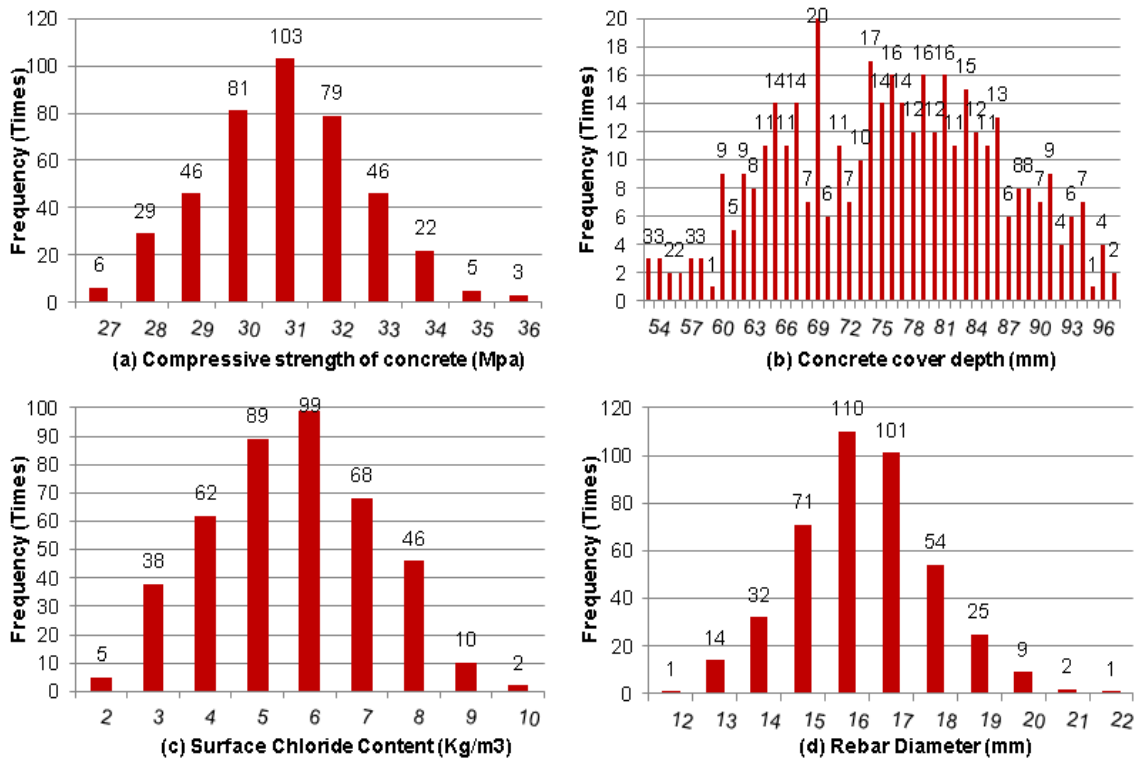 Frequency (Times)
120
100
80
60
40
20
0
6 29 46 81 103 79 46 22 5 3
27 28 29 30 31 32 33 34 35 36
(a) Compressive strength of concrete (Mpa)
Frequency (Times)
20
18
16
14
12
10
8
6
4
2
0
3 3 2 2 3 3 1 9 5 9 8 11 14 11 14 7 20 6 11 7 10 17 14 16 14 12 16 12 16 11 15 12 11 13 6 8 8 7 9 4 6 7 1 4 2
54 57 60 63 66 69 72 75 78 81 84 87 90 93 96
(b) Concrete cover depth (mm)
Frequency (Times)
100
90
80
70
60
50
40
30
20
10
0
5 38 62 89 99 68 46 10 2
2 3 4 5 6 7 8 9 10
(c) Surface Chloride Content (Kg/m3)
Frequency (Times)
120
100
80
60
40
20
0
1 14 32 71 110 101 54 25 9 2 1
12 13 14 15 16 17 18 19 20 21 22
(d) Rebar Diameter (mm)